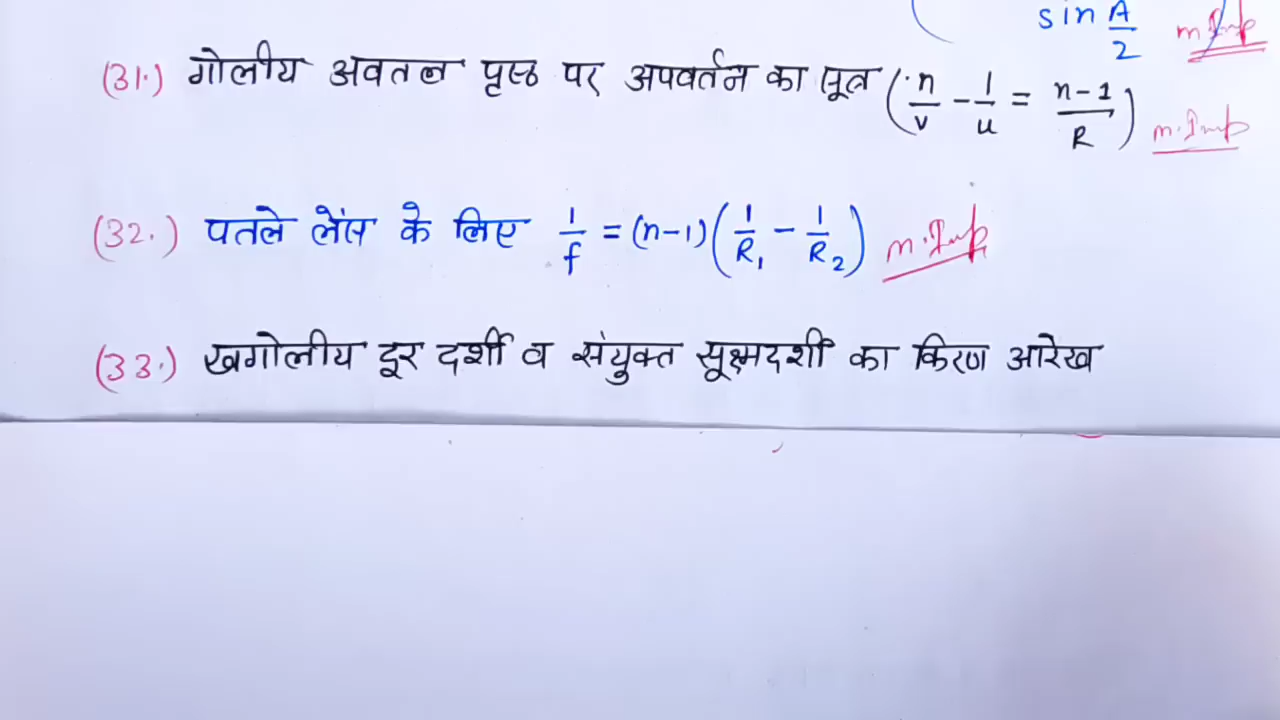 sin A/2 m.Imp
(31.) गोलीय अवतल पृष्ठ पर अपवर्तन का सूत्र (n/v - 1/u = n-1/R) m.Imp
(32.) पतले लेंस के लिए 1/f = (n-1)(1/R₁ - 1/R₂) m.Imp
(33.) खगोलीय दूर दर्शी व संयुक्त सूक्ष्मदर्शी का किरण आरेख